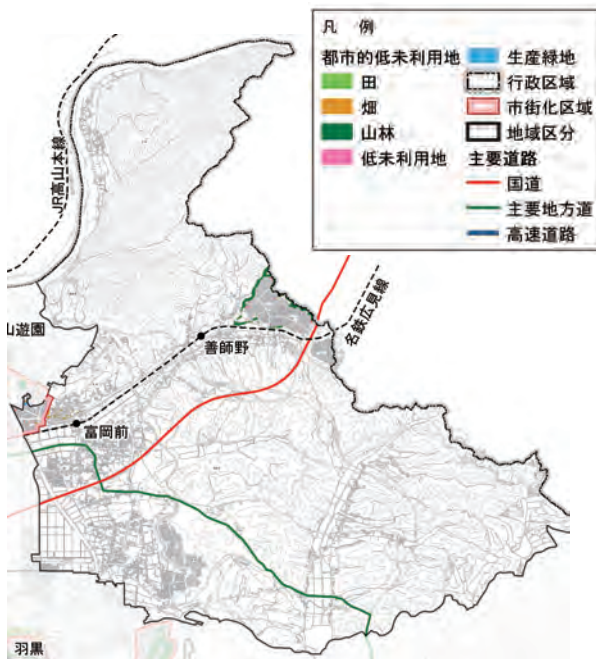 凡 例
都市的低未利用地
田
畑
山林
低未利用地
生産緑地
行政区域
市街化区域
地域区分
主要道路
国道
主要地方道
高速道路
JR高山本線
名鉄広見線
山遊園
善師野
富岡前
羽黒